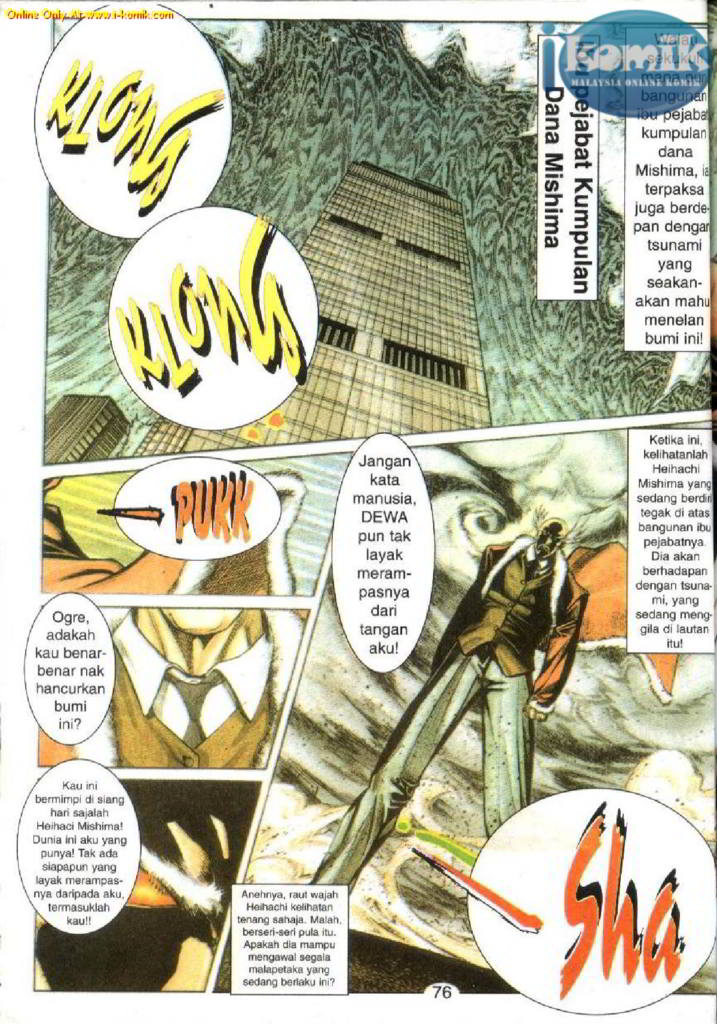 Online Only At www.i-komik.com
iKomik
MALAYSIA ONLINE KOMIK
KLONG
KLONG
pejabat Kumpulan
Dana Mishima
bangunan
ibu pejabat
kumpulan
dana
Mishima, ia
terpaksa
juga berde-
pan dengan
tsunami
yang
seakan-
akan mahu
menelan
bumi ini!
PUKK
Jangan
kata
manusia,
DEWA
pun tak
layak
meram-
pasnya
dari
tangan
aku!
Ketika ini,
kelihatanlah
Heihachi
Mishima yang
sedang berdiri
tegak di atas
bangunan ibu
pejabatnya.
Dia akan
berhadapan
dengan tsuna-
mi, yang
sedang meng-
gila di lautan
itu!
Ogre,
adakah
kau benar-
benar nak
hancurkan
bumi
ini?
Kau ini
bermimpi di siang
hari sajalah
Heihaci Mishima!
Dunia ini aku yang
punya! Tak ada
siapapun yang
layak merampas-
nya daripada aku,
termasuklah
kau!!
Anehnya, raut wajah
Heihachi kelihatan
tenang sahaja. Malah,
berseri-seri pula itu.
Apakah dia mampu
mengawal segala
malapetaka yang
sedang berlaku ini?
Sha
76